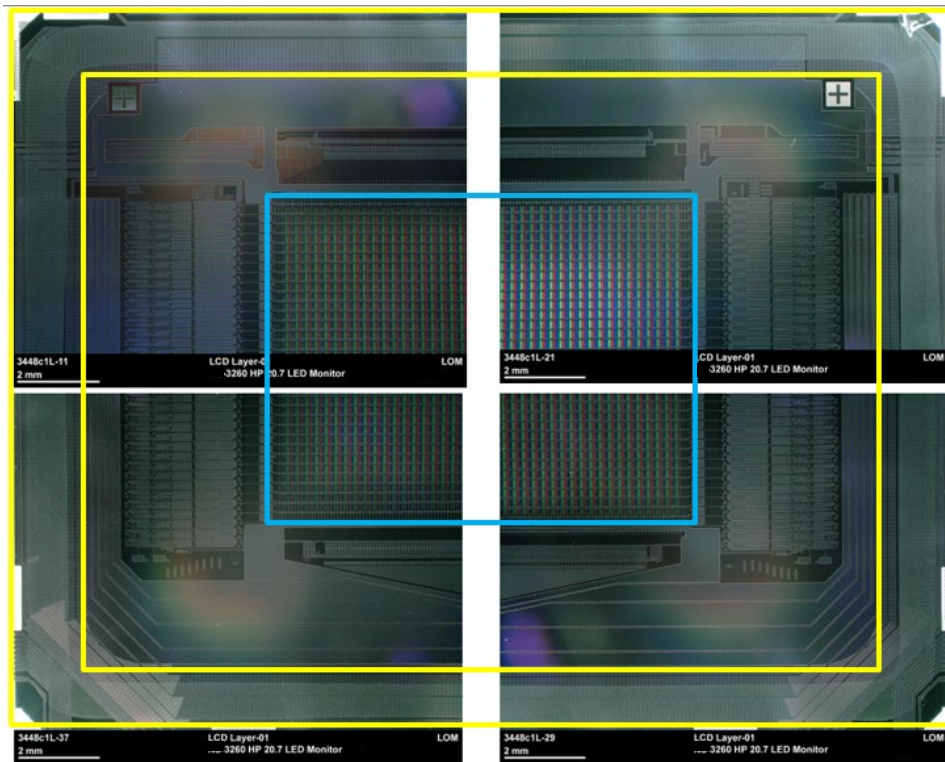 3448c1L-11 LCD Layer-01 LOM
2 mm -3260 HP 20.7 LED Monitor
3448c1L-21 LCD Layer-01 LOM
2 mm -3260 HP 20.7 LED Monitor
3448c1L-37 LCD Layer-01 LOM
2 mm -3260 HP 20.7 LED Monitor
3448c1L-29 LCD Layer-01 LOM
2 mm -3260 HP 20.7 LED Monitor